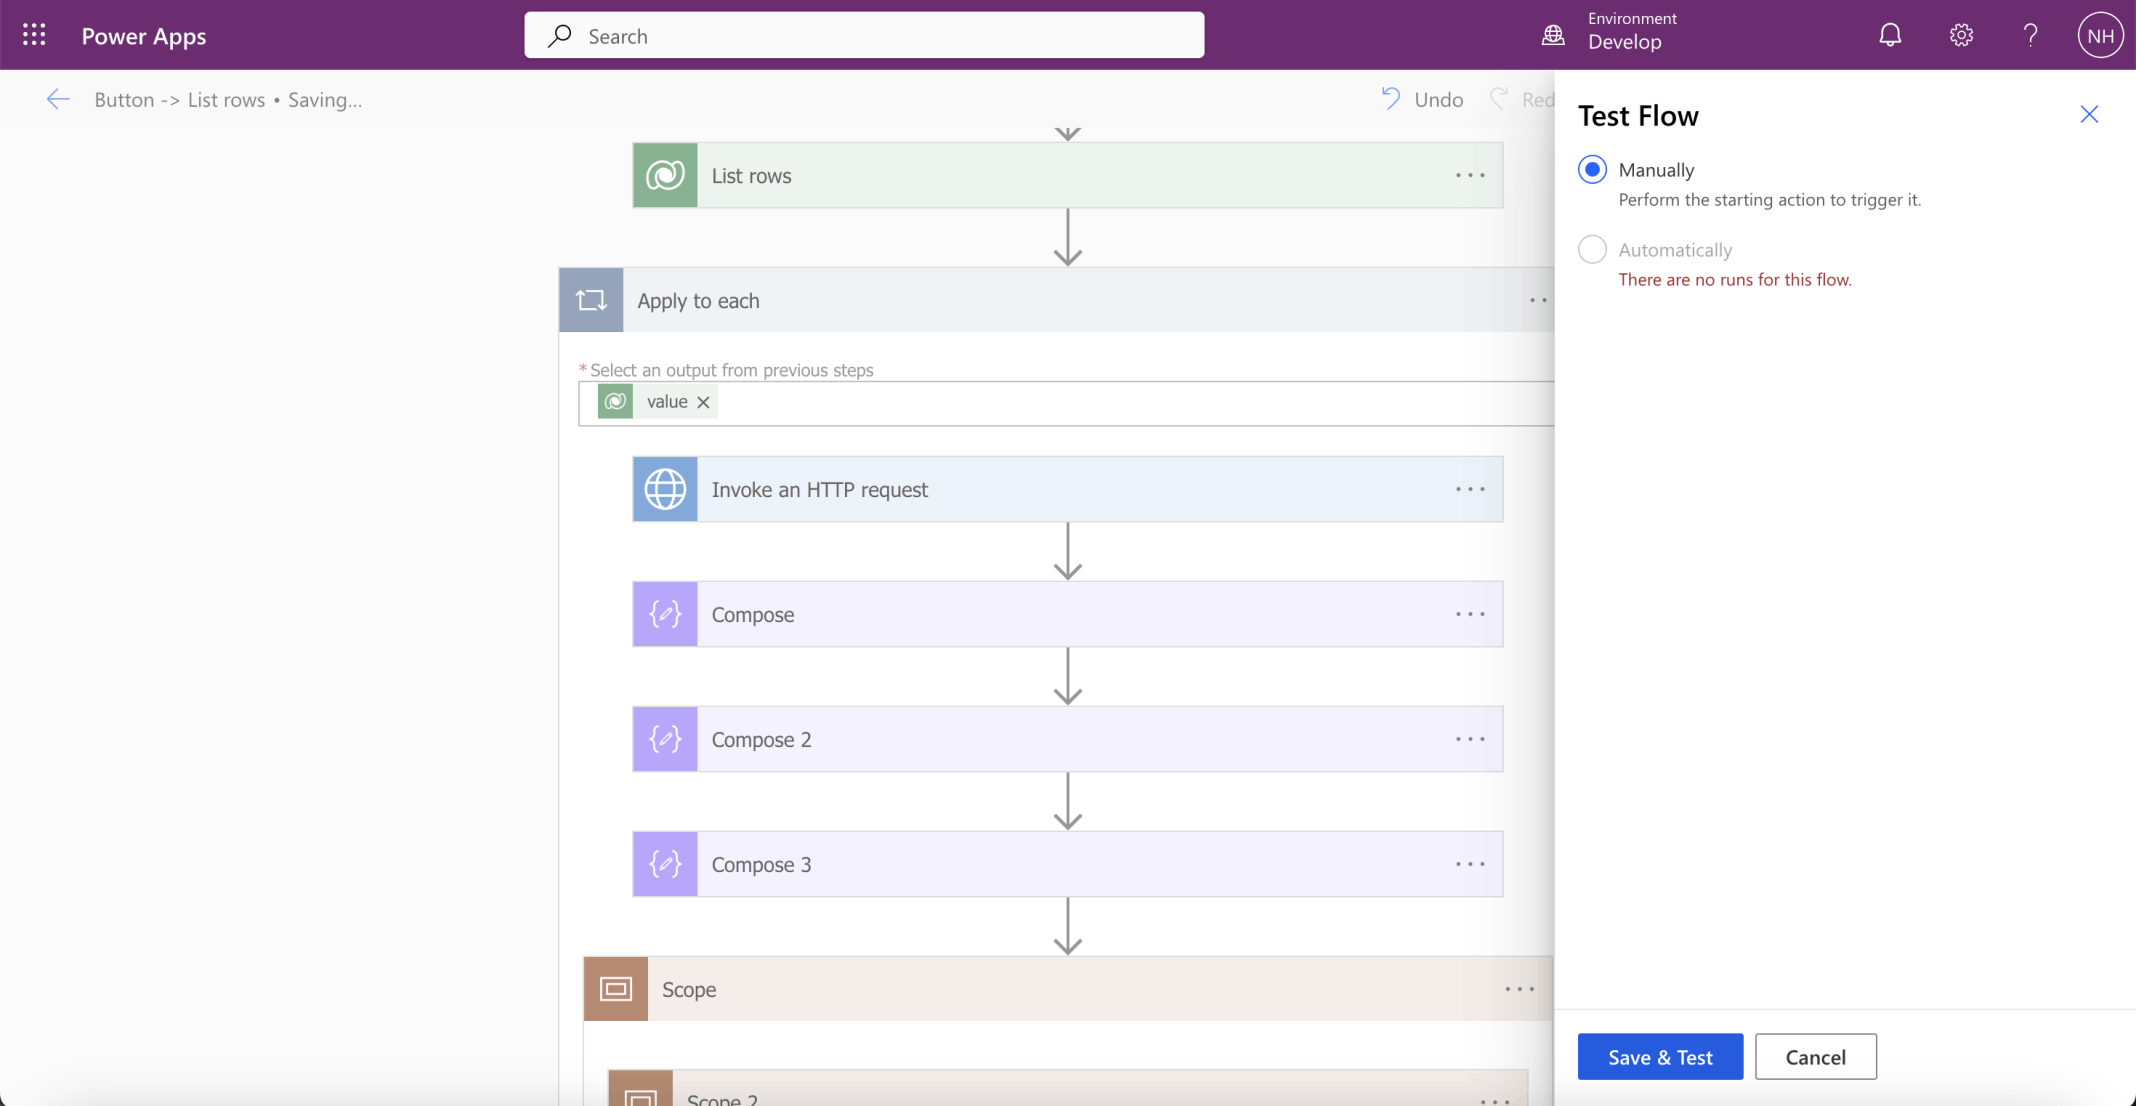 Power Apps
Search
Environment
Develop
NH
Button -> List rows • Saving...
Undo
Test Flow
Manually
Perform the starting action to trigger it.
Automatically
There are no runs for this flow.
List rows
Apply to each
* Select an output from previous steps
value
Invoke an HTTP request
Compose
Compose 2
Compose 3
Scope
Scope 2
Save & Test
Cancel